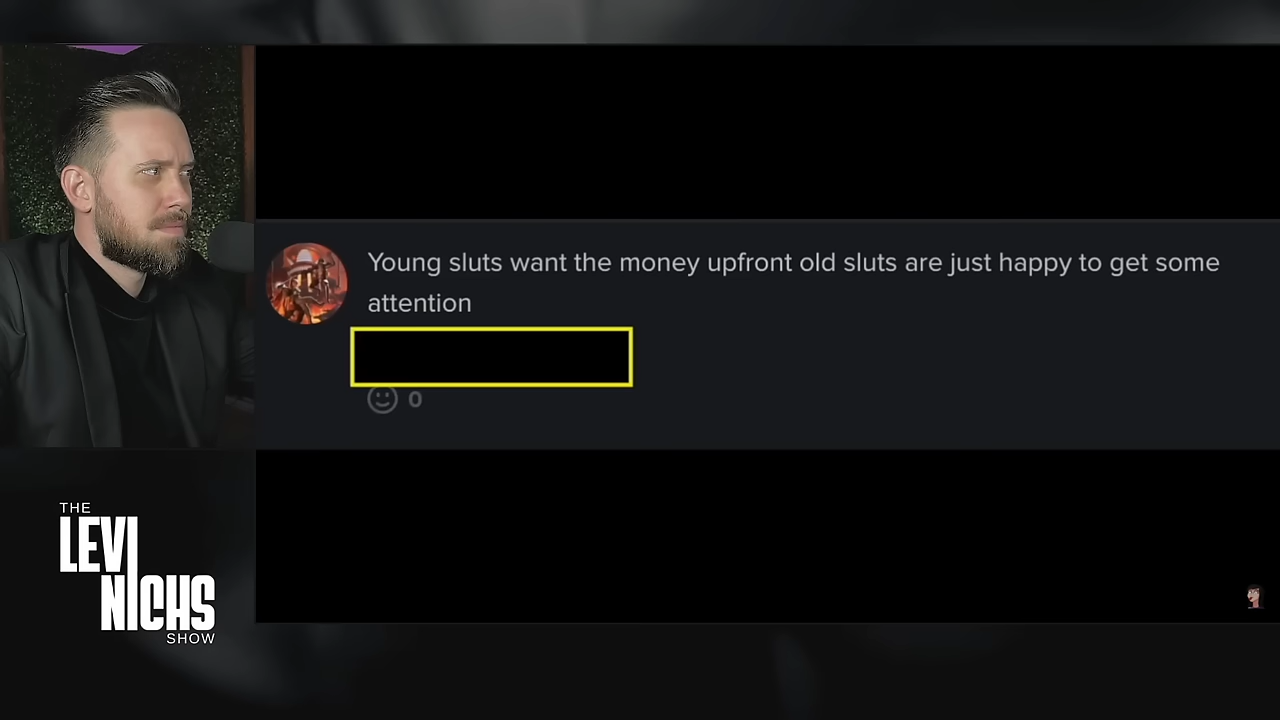 Young sluts want the money upfront old sluts are just happy to get some
attention
0
THE
LEVI
NICHS
SHOW